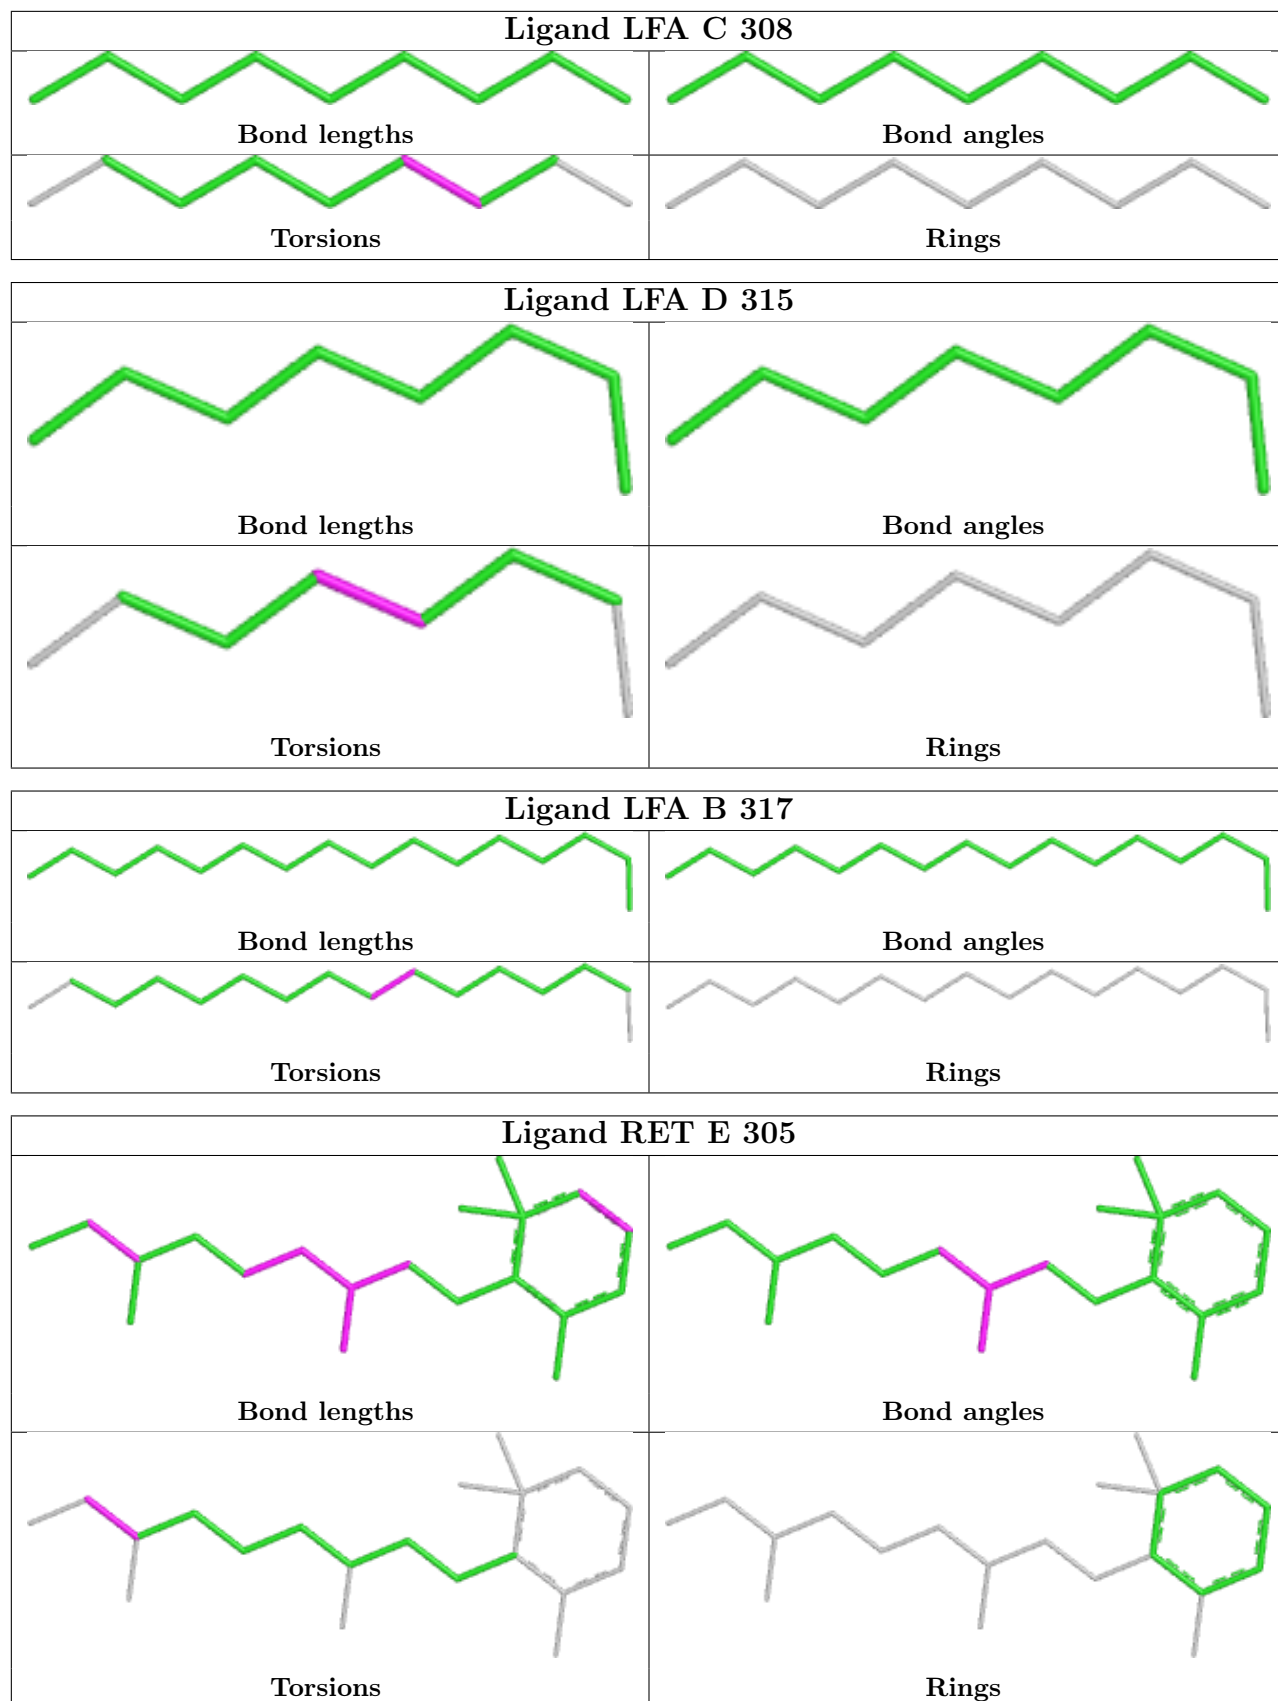 Ligand LFA C 308
Bond lengths
Bond angles
Torsions
Rings
Ligand LFA D 315
Bond lengths
Bond angles
Torsions
Rings
Ligand LFA B 317
Bond lengths
Bond angles
Torsions
Rings
Ligand RET E 305
Bond lengths
Bond angles
Torsions
Rings